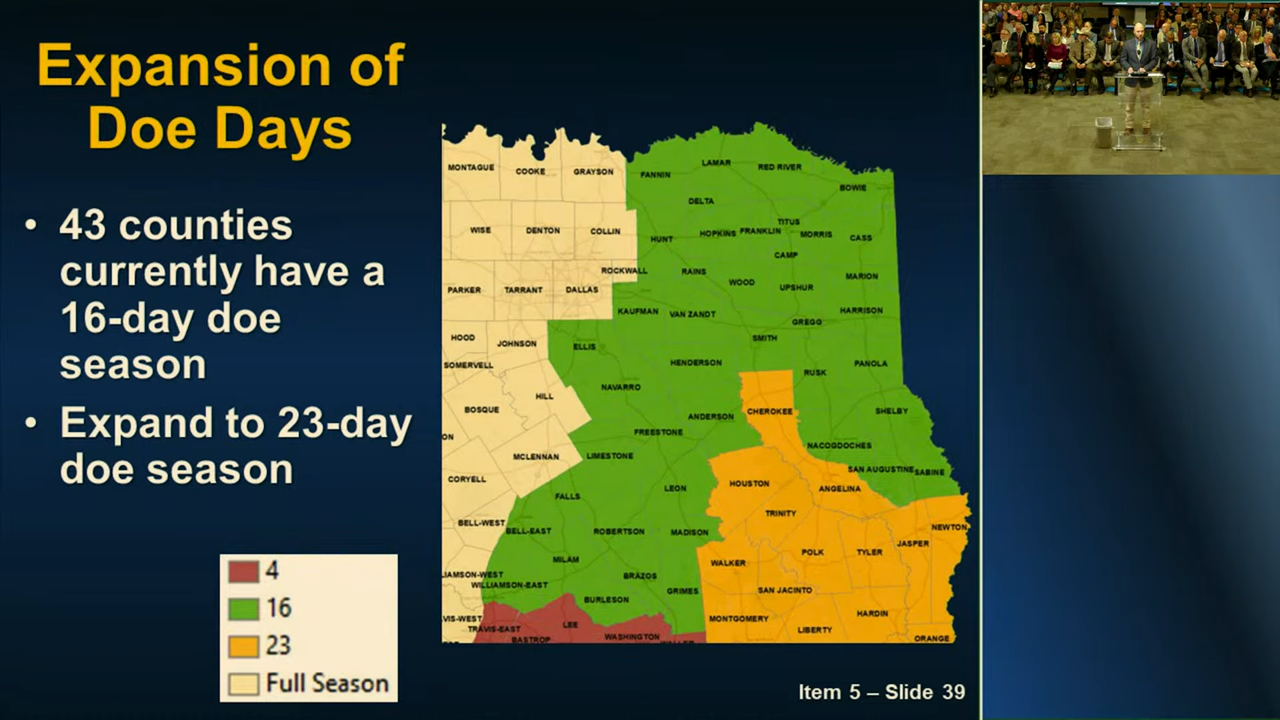 Expansion of
Doe Days
• 43 counties
currently have a
16-day doe
season
• Expand to 23-day
doe season
4
16
23
Full Season
MONTAGUE
COOKE
GRAYSON
FANNIN
LAMAR
RED RIVER
BOWIE
DELTA
WISE
DENTON
COLLIN
HUNT
HOPKINS
FRANKLIN
TITUS
MORRIS
CASS
CAMP
ROCKWALL
RAINS
WOOD
UPSHUR
MARION
PARKER
TARRANT
DALLAS
KAUFMAN
VAN ZANDT
GREGG
HARRISON
HOOD
JOHNSON
ELLIS
SMITH
SOMERVELL
HENDERSON
RUSK
PANOLA
NAVARRO
HILL
BOSQUE
ANDERSON
CHEROKEE
SHELBY
ON
FREESTONE
NACOGDOCHES
MCLENNAN
LIMESTONE
SAN AUGUSTINE
SABINE
CORYELL
FALLS
LEON
HOUSTON
ANGELINA
TRINITY
BELL-WEST
BELL-EAST
ROBERTSON
MADISON
NEWTON
JASPER
POLK
TYLER
MILAM
WALKER
LIAMSON-WEST
WILLIAMSON-EAST
BRAZOS
GRIMES
SAN JACINTO
BURLESON
HARDIN
VIS-WEST
TRAVIS-EAST
LEE
MONTGOMERY
LIBERTY
BASTROP
WASHINGTON
ORANGE
Item 5 – Slide 39